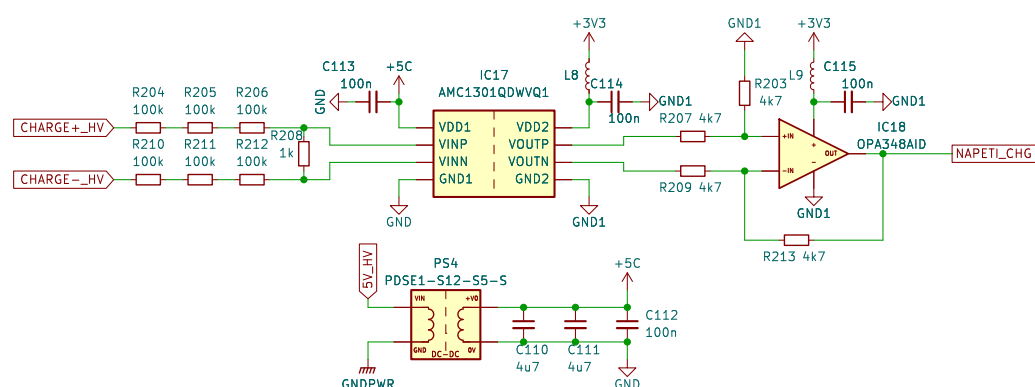 +3V3
GND1
+3V3
C113
100n
+5C
GND
IC17
AMC1301QDWVQ1
L8
C114
100n
GND1
R203
4k7
L9
C115
100n
GND1
R204
100k
R205
100k
R206
100k
CHARGE+_HV
R208
1k
R210
100k
R211
100k
R212
100k
CHARGE-_HV
VDD1
VINP
VINN
GND1
VDD2
VOUTP
VOUTN
GND2
R207 4k7
R209 4k7
IC18
OPA348AID
+IN
-IN
+
-
OUT
NAPETI_CHG
GND
GND1
GND1
R213 4k7
5V_HV
PS4
PDSE1-S12-S5-S
VIN
+VO
GND
0V
DC-DC
GNDPWR
+5C
C110
4u7
C111
4u7
C112
100n
GND